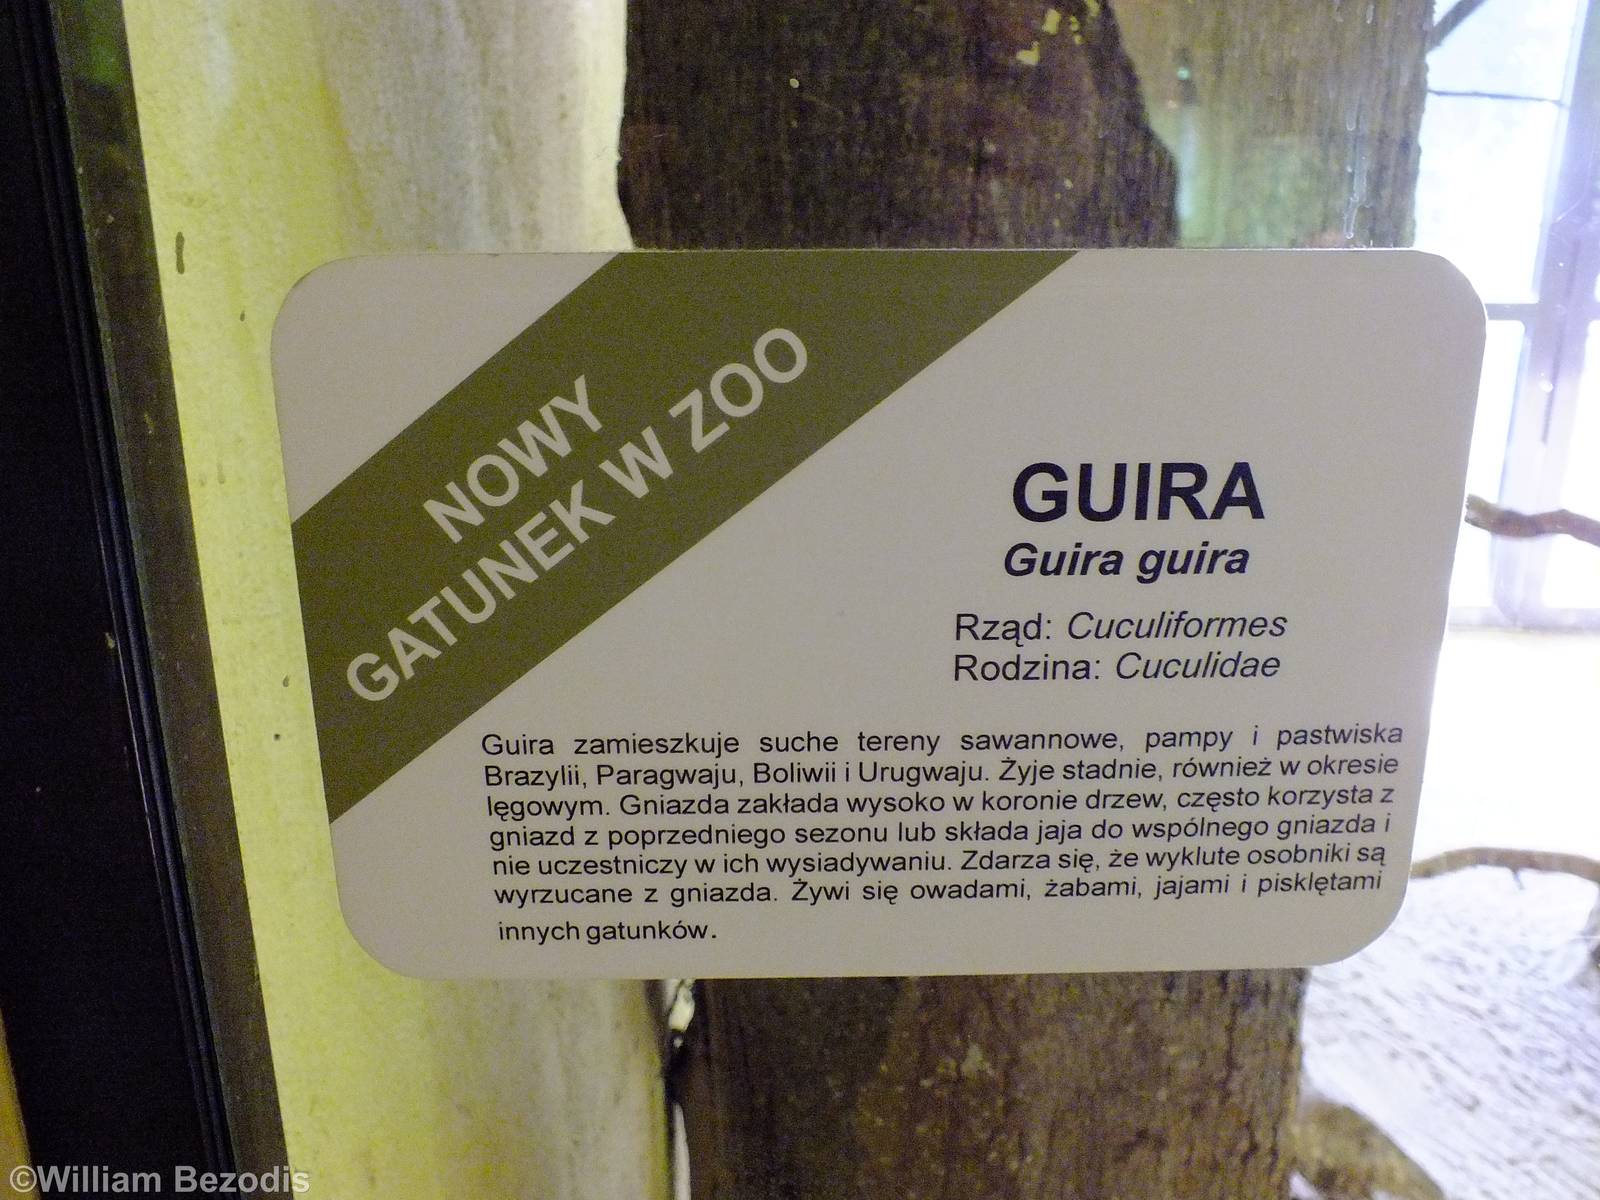 NOWY
GATUNEK W ZOO
GUIRA
Guira guira
Rząd: Cuculiformes
Rodzina: Cuculidae
Guira zamieszkuje suche tereny sawannowe, pampy i pastwiska
Brazylii, Paragwaju, Boliwii i Urugwaju. Żyje stadnie, również w okresie
lęgowym. Gniazda zakłada wysoko w koronie drzew, często korzysta z
gniazd z poprzedniego sezonu lub składa jaja do wspólnego gniazda i
nie uczestniczy w ich wysiadywaniu. Zdarza się, że wyklute osobniki są
wyrzucane z gniazda. Żywi się owadami, żabami, jajami i pisklętami
innych gatunków.
©William Bezodis